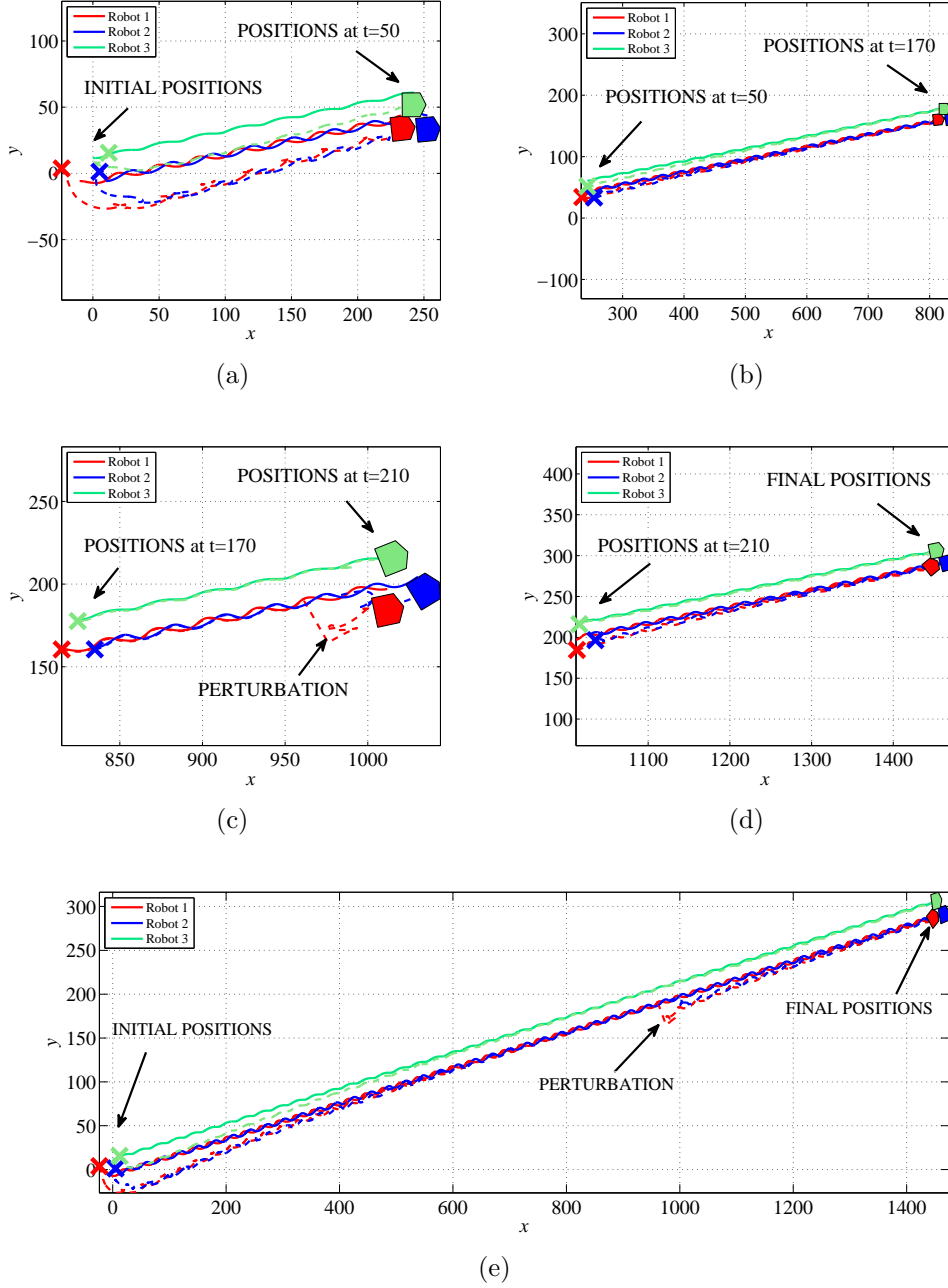 100
50
0
−50
0
50
100
150
200
250
x
y
Robot 1
Robot 2
Robot 3
POSITIONS at t=50
INITIAL POSITIONS
(a)
350
300
200
100
0
−100
300
400
500
600
700
800
x
y
Robot 1
Robot 2
Robot 3
POSITIONS at t=170
POSITIONS at t=50
(b)
250
200
150
850
900
950
1000
x
y
Robot 1
Robot 2
Robot 3
POSITIONS at t=210
POSITIONS at t=170
PERTURBATION
(c)
400
350
300
250
200
150
100
1100
1200
1300
1400
x
y
Robot 1
Robot 2
Robot 3
FINAL POSITIONS
POSITIONS at t=210
(d)
300
250
200
150
100
50
0
0
200
400
600
800
1000
1200
1400
x
y
Robot 1
Robot 2
Robot 3
INITIAL POSITIONS
FINAL POSITIONS
PERTURBATION
(e)